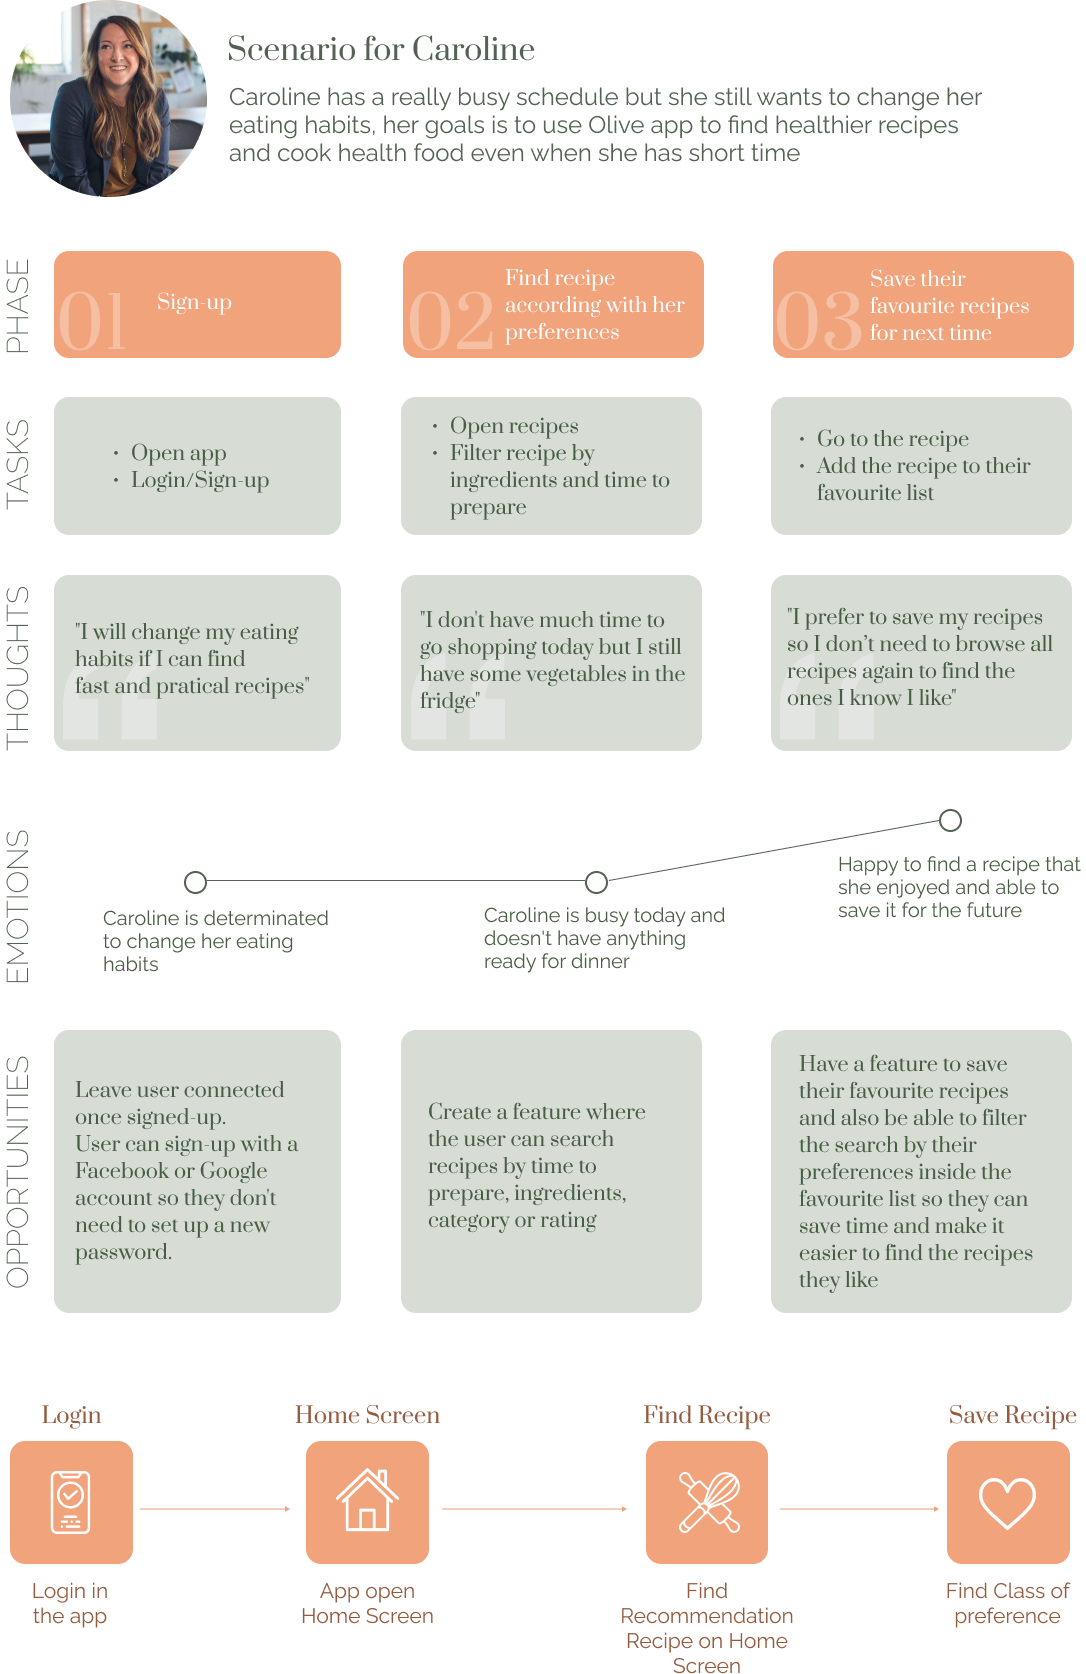 Scenario for Caroline
Caroline has a really busy schedule but she still wants to change her
eating habits, her goals is to use Olive app to find healthier recipes
and cook health food even when she has short time
PHASE
01
Sign-up
02
Find recipe
according with her
preferences
03
Save their
favourite recipes
for next time
TASKS
• Open app
• Login/Sign-up
• Open recipes
• Filter recipe by
ingredients and time to
prepare
• Go to the recipe
• Add the recipe to their
favourite list
THOUGHTS
"I will change my eating
habits if I can find
fast and pratical recipes"
"I don't have much time to
go shopping today but I still
have some vegetables in the
fridge"
"I prefer to save my recipes
so I don’t need to browse all
recipes again to find the
ones I know I like"
EMOTIONS
Caroline is determinated
to change her eating
habits
Caroline is busy today and
doesn't have anything
ready for dinner
Happy to find a recipe that
she enjoyed and able to
save it for the future
OPPORTUNITIES
Leave user connected
once signed-up.
User can sign-up with a
Facebook or Google
account so they don't
need to set up a new
password.
Create a feature where
the user can search
recipes by time to
prepare, ingredients,
category or rating
Have a feature to save
their favourite recipes
and also be able to filter
the search by their
preferences inside the
favourite list so they can
save time and make it
easier to find the recipes
they like
Login
Home Screen
Find Recipe
Save Recipe
Login in
the app
App open
Home Screen
Find
Recommendation
Recipe on Home
Screen
Find Class of
preference